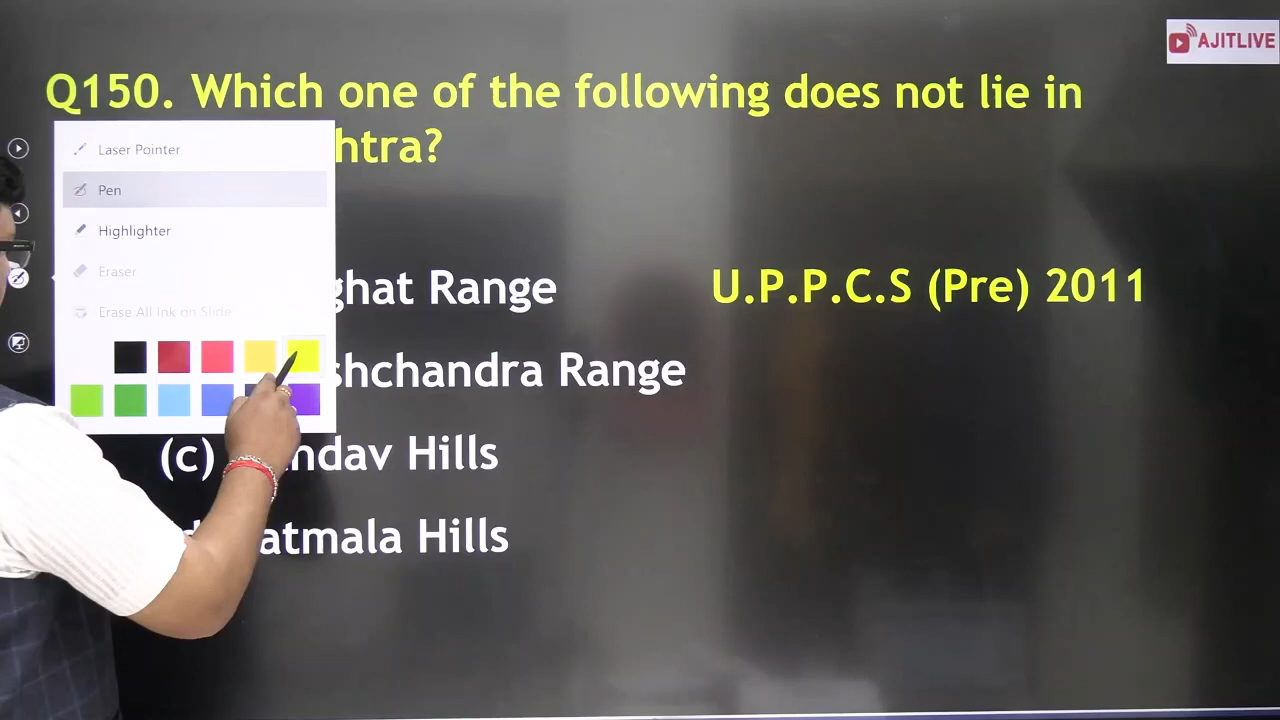 AJITLIVE
Q150. Which one of the following does not lie in
htra?
Laser Pointer
Pen
Highlighter
Eraser
Erase All Ink on Slide
ghat Range
U.P.P.C.S (Pre) 2011
shchandra Range
(c) ndav Hills
atmala Hills